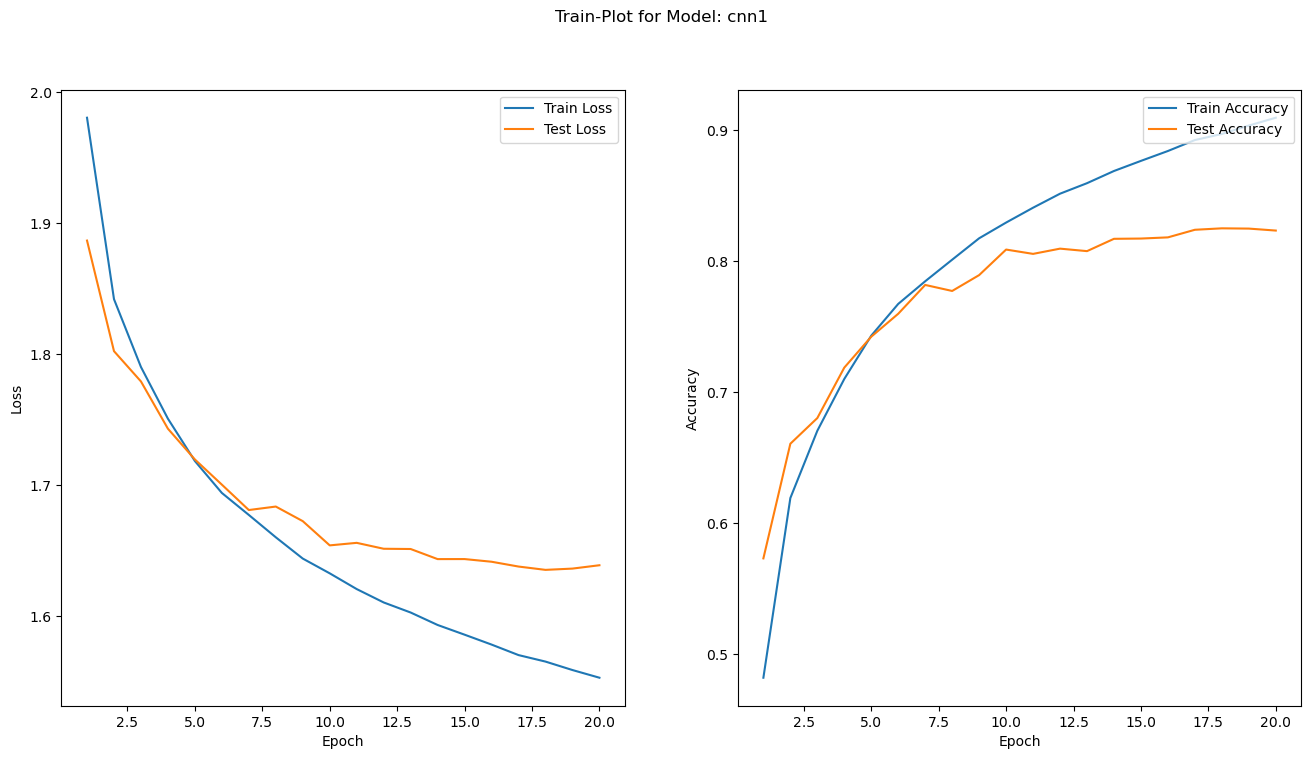 Train-Plot for Model: cnn1
2.0
1.9
1.8
1.7
1.6
Loss
Train Loss
Test Loss
2.5 5.0 7.5 10.0 12.5 15.0 17.5 20.0
Epoch
0.9
0.8
0.7
0.6
0.5
Accuracy
Train Accuracy
Test Accuracy
2.5 5.0 7.5 10.0 12.5 15.0 17.5 20.0
Epoch